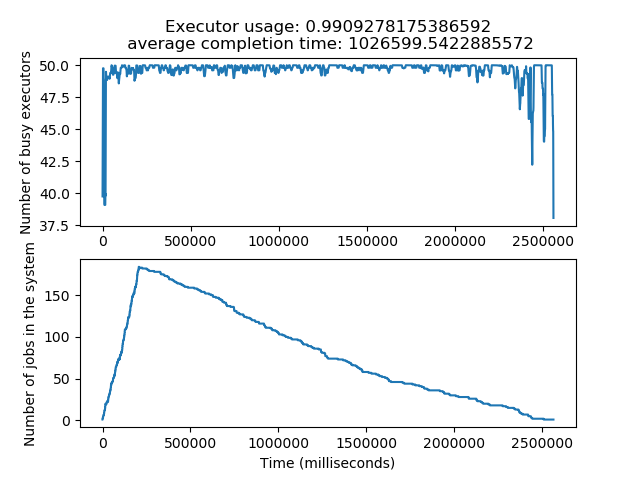 Executor usage: 0.9909278175386592
average completion time: 1026599.5422885572
Number of busy executors
50.0
47.5
45.0
42.5
40.0
37.5
0 500000 1000000 1500000 2000000 2500000
Number of jobs in the system
150
100
50
0
0 500000 1000000 1500000 2000000 2500000
Time (milliseconds)